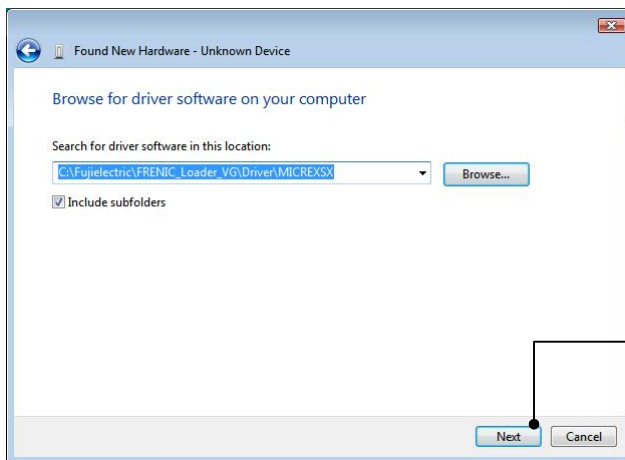 Found New Hardware - Unknown Device
Browse for driver software on your computer
Search for driver software in this location:
C:\Fujielectric\FRENIC_Loader_VG\Driver\MICREXSX
Browse...
Include subfolders
Next
Cancel